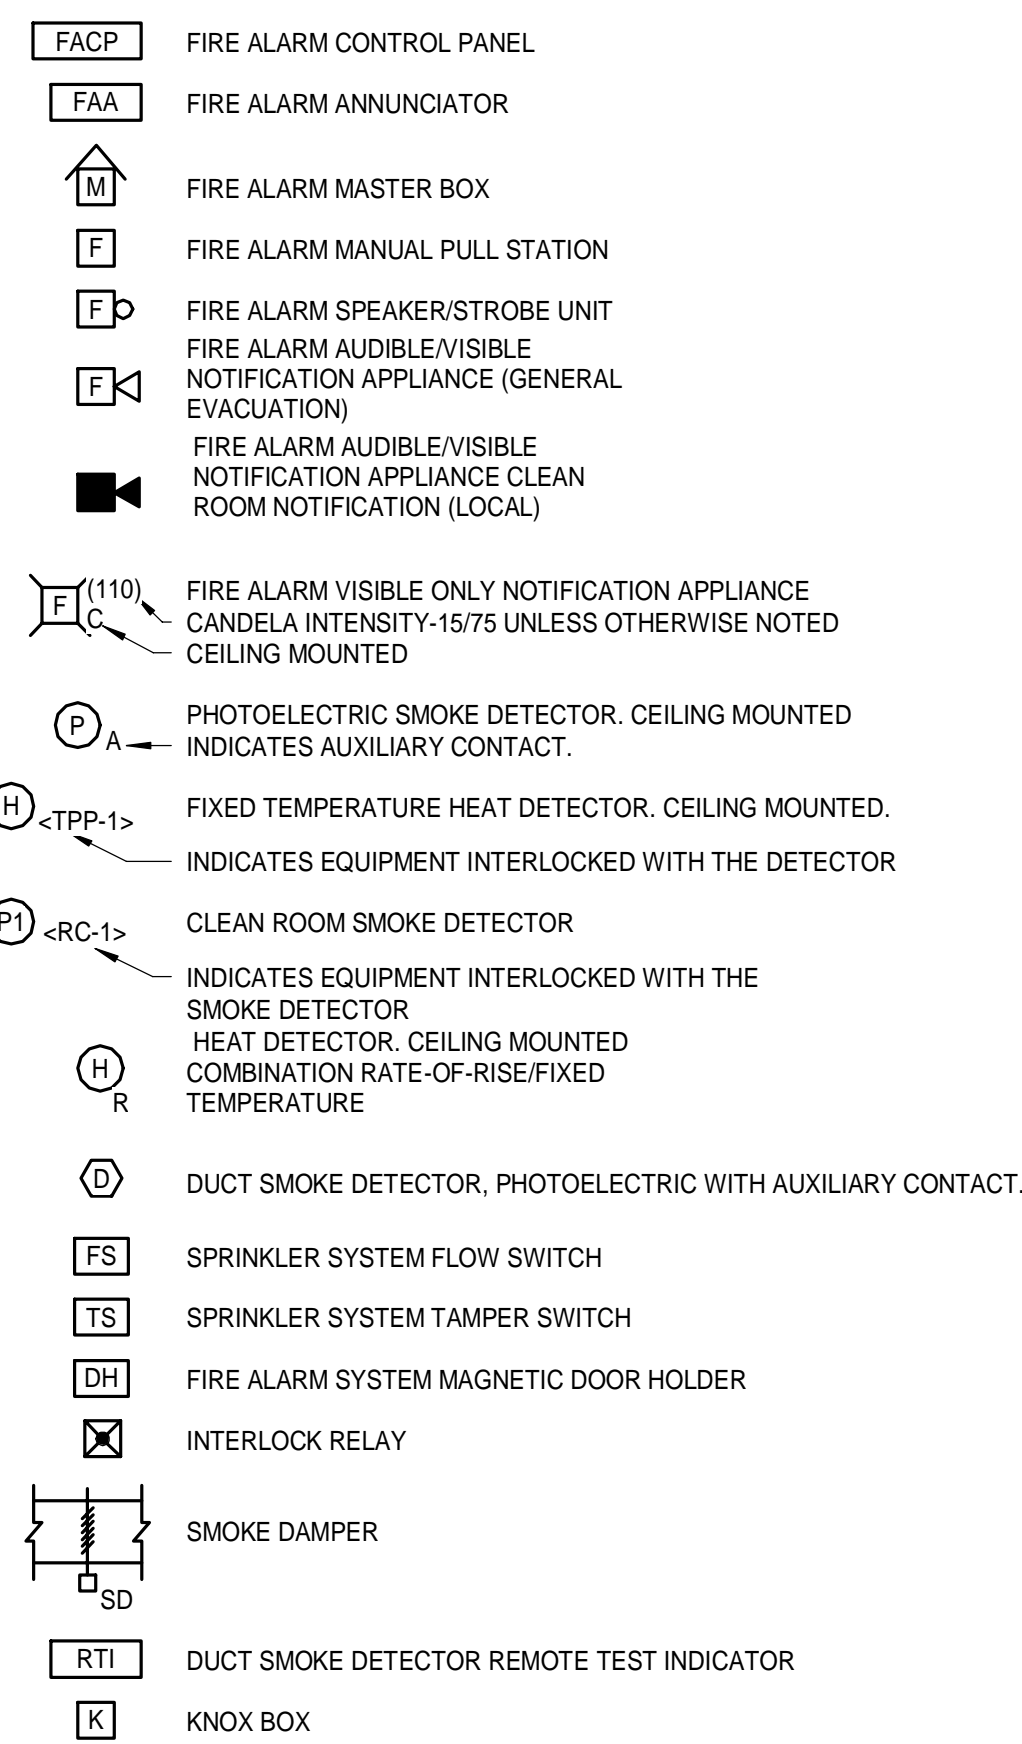 FACP FIRE ALARM CONTROL PANEL
FAA FIRE ALARM ANNUNCIATOR
M FIRE ALARM MASTER BOX
F FIRE ALARM MANUAL PULL STATION
F FIRE ALARM SPEAKER/STROBE UNIT
FIRE ALARM AUDIBLE/VISIBLE
F NOTIFICATION APPLIANCE (GENERAL
EVACUATION)
FIRE ALARM AUDIBLE/VISIBLE
NOTIFICATION APPLIANCE CLEAN
ROOM NOTIFICATION (LOCAL)
F (110) FIRE ALARM VISIBLE ONLY NOTIFICATION APPLIANCE
C CANDELA INTENSITY-15/75 UNLESS OTHERWISE NOTED
CEILING MOUNTED
P PHOTOELECTRIC SMOKE DETECTOR. CEILING MOUNTED
A INDICATES AUXILIARY CONTACT.
H <TPP-1> FIXED TEMPERATURE HEAT DETECTOR. CEILING MOUNTED.
INDICATES EQUIPMENT INTERLOCKED WITH THE DETECTOR
P1 <RC-1> CLEAN ROOM SMOKE DETECTOR
INDICATES EQUIPMENT INTERLOCKED WITH THE
SMOKE DETECTOR
HEAT DETECTOR. CEILING MOUNTED
H COMBINATION RATE-OF-RISE/FIXED
R TEMPERATURE
D DUCT SMOKE DETECTOR, PHOTOELECTRIC WITH AUXILIARY CONTACT.
FS SPRINKLER SYSTEM FLOW SWITCH
TS SPRINKLER SYSTEM TAMPER SWITCH
DH FIRE ALARM SYSTEM MAGNETIC DOOR HOLDER
INTERLOCK RELAY
SMOKE DAMPER
SD
RTI DUCT SMOKE DETECTOR REMOTE TEST INDICATOR
K KNOX BOX